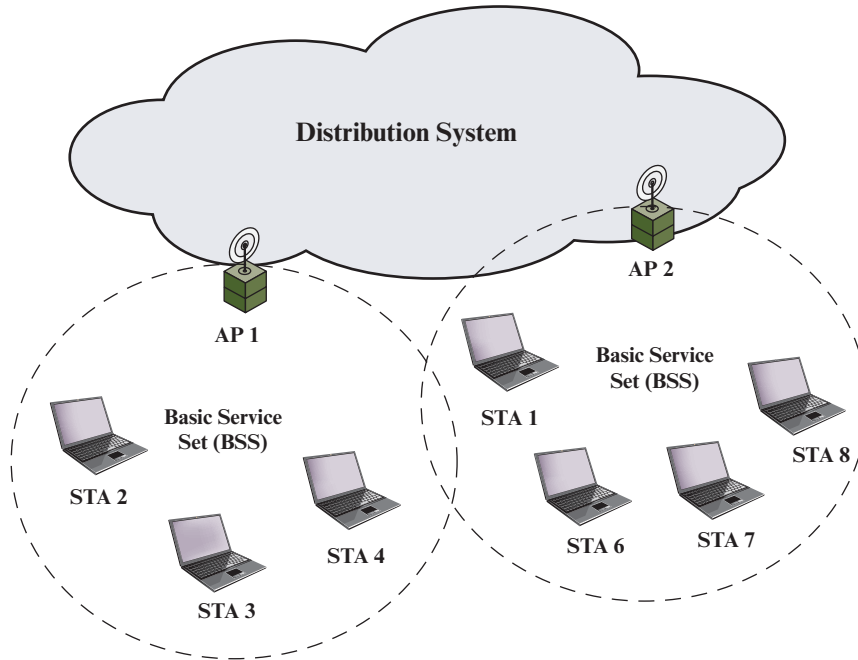 Distribution System
AP 2
AP 1
Basic Service
Set (BSS)
STA 1
STA 8
Basic Service
Set (BSS)
STA 2
STA 6
STA 7
STA 4
STA 3